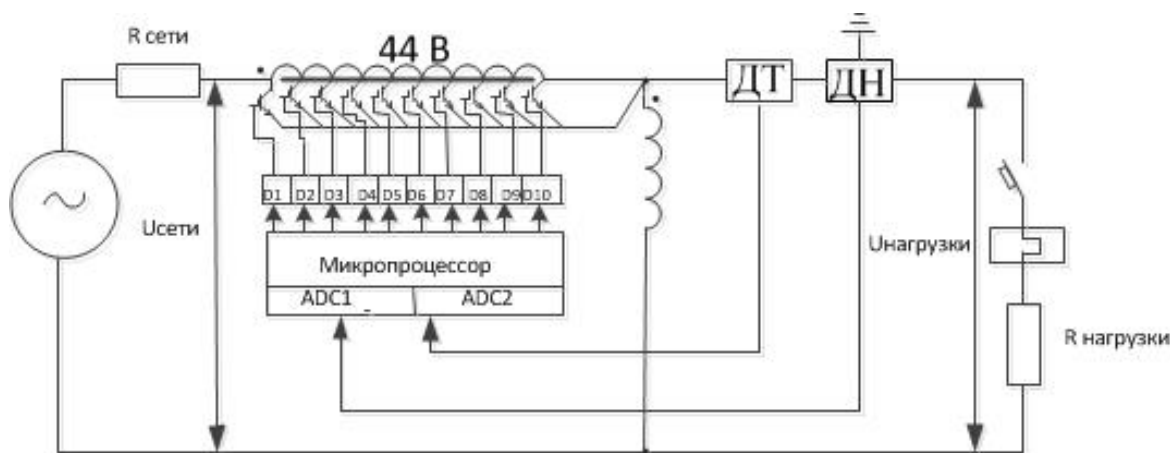 R сети
44 В
ДТ
ДН
D1 D2 D3 D4 D5 D6 D7 D8 D9 D10
Uсети
Микропроцессор
ADC1
ADC2
Uнагрузки
R нагрузки